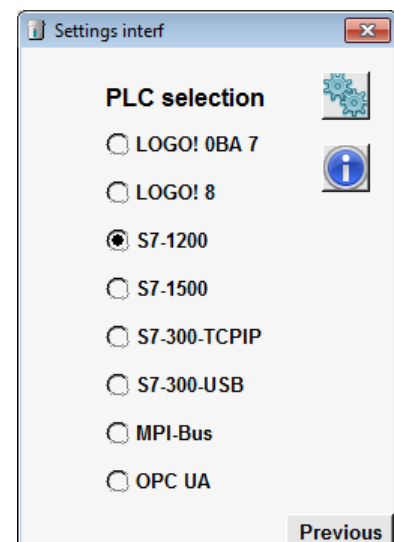 Settings interf
PLC selection
LOGO! 0BA 7
LOGO! 8
S7-1200
S7-1500
S7-300-TCPIP
S7-300-USB
MPI-Bus
OPC UA
Previous